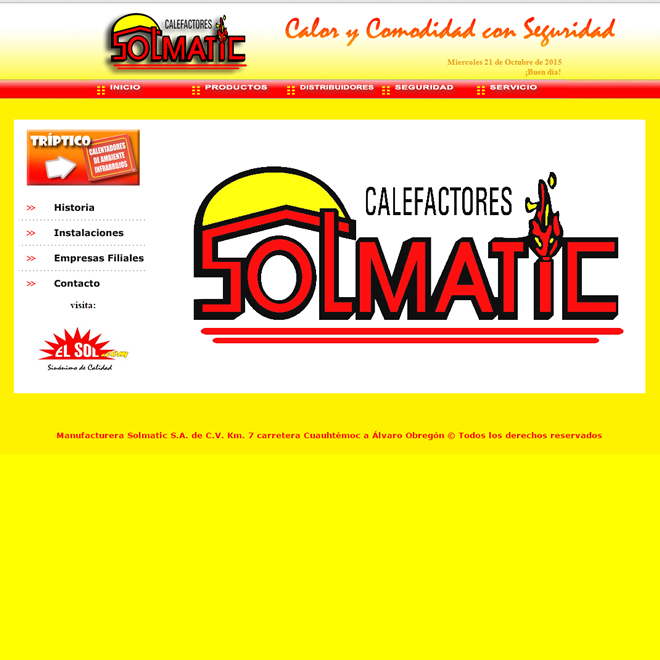 CALEFACTORES
SOLMATIC
Calor y Comodidad con Seguridad
Miercoles 21 de Octubre de 2015
¡Buen dia!
INICIO PRODUCTOS DISTRIBUIDORES SEGURIDAD SERVICIO
TRÍPTICO
CALENTADORES
DE AMBIENTE
INFRARROJOS
>> Historia
>> Instalaciones
>> Empresas Filiales
>> Contacto
visita:
EL SOL.com
Sinónimo de Calidad
CALEFACTORES
SOLMATIC
Manufacturera Solmatic S.A. de C.V. Km. 7 carretera Cuauhtémoc a Álvaro Obregón © Todos los derechos reservados